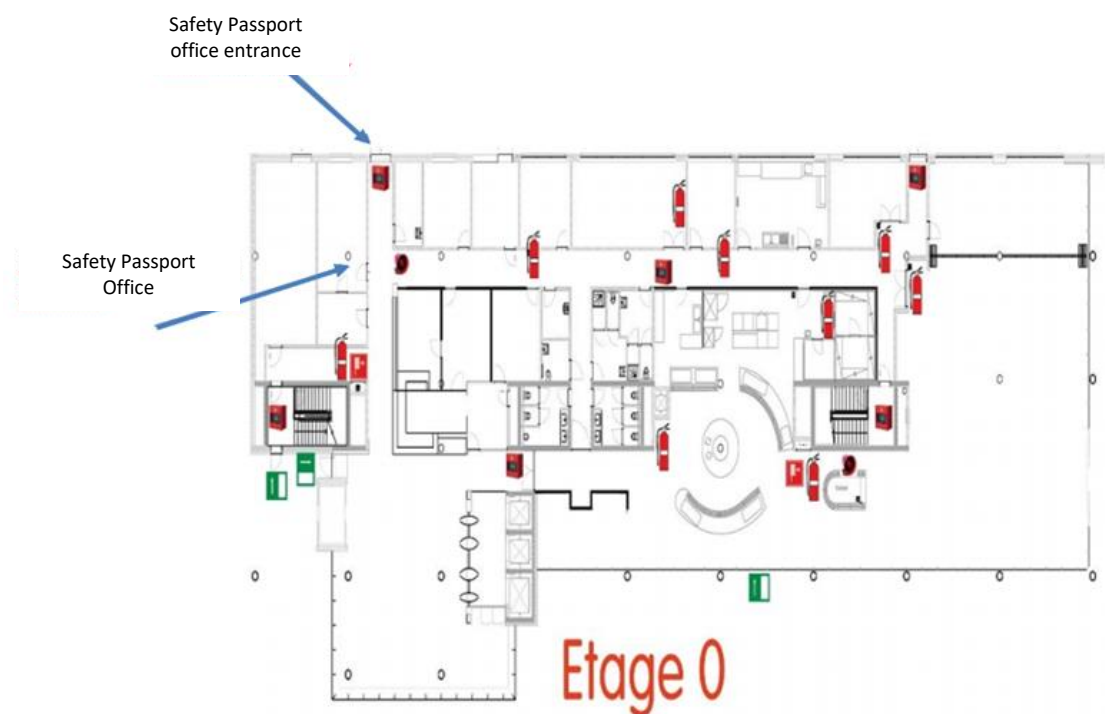 Safety Passport
office entrance
Safety Passport
Office
Etage 0